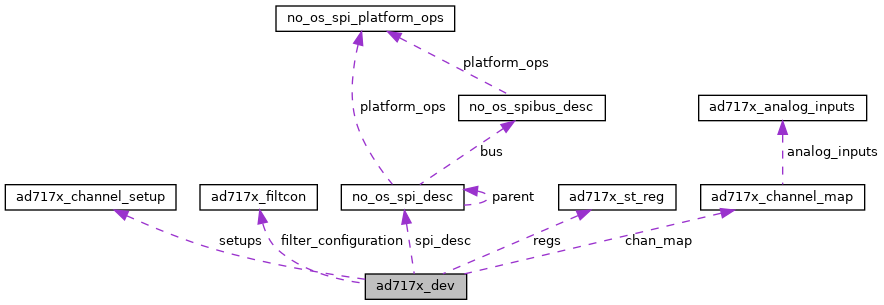 no_os_spi_platform_ops
platform_ops
platform_ops
no_os_spibus_desc
ad717x_analog_inputs
bus
analog_inputs
ad717x_channel_setup
ad717x_filtcon
no_os_spi_desc
parent
ad717x_st_reg
ad717x_channel_map
setups
filter_configuration
spi_desc
regs
chan_map
ad717x_dev